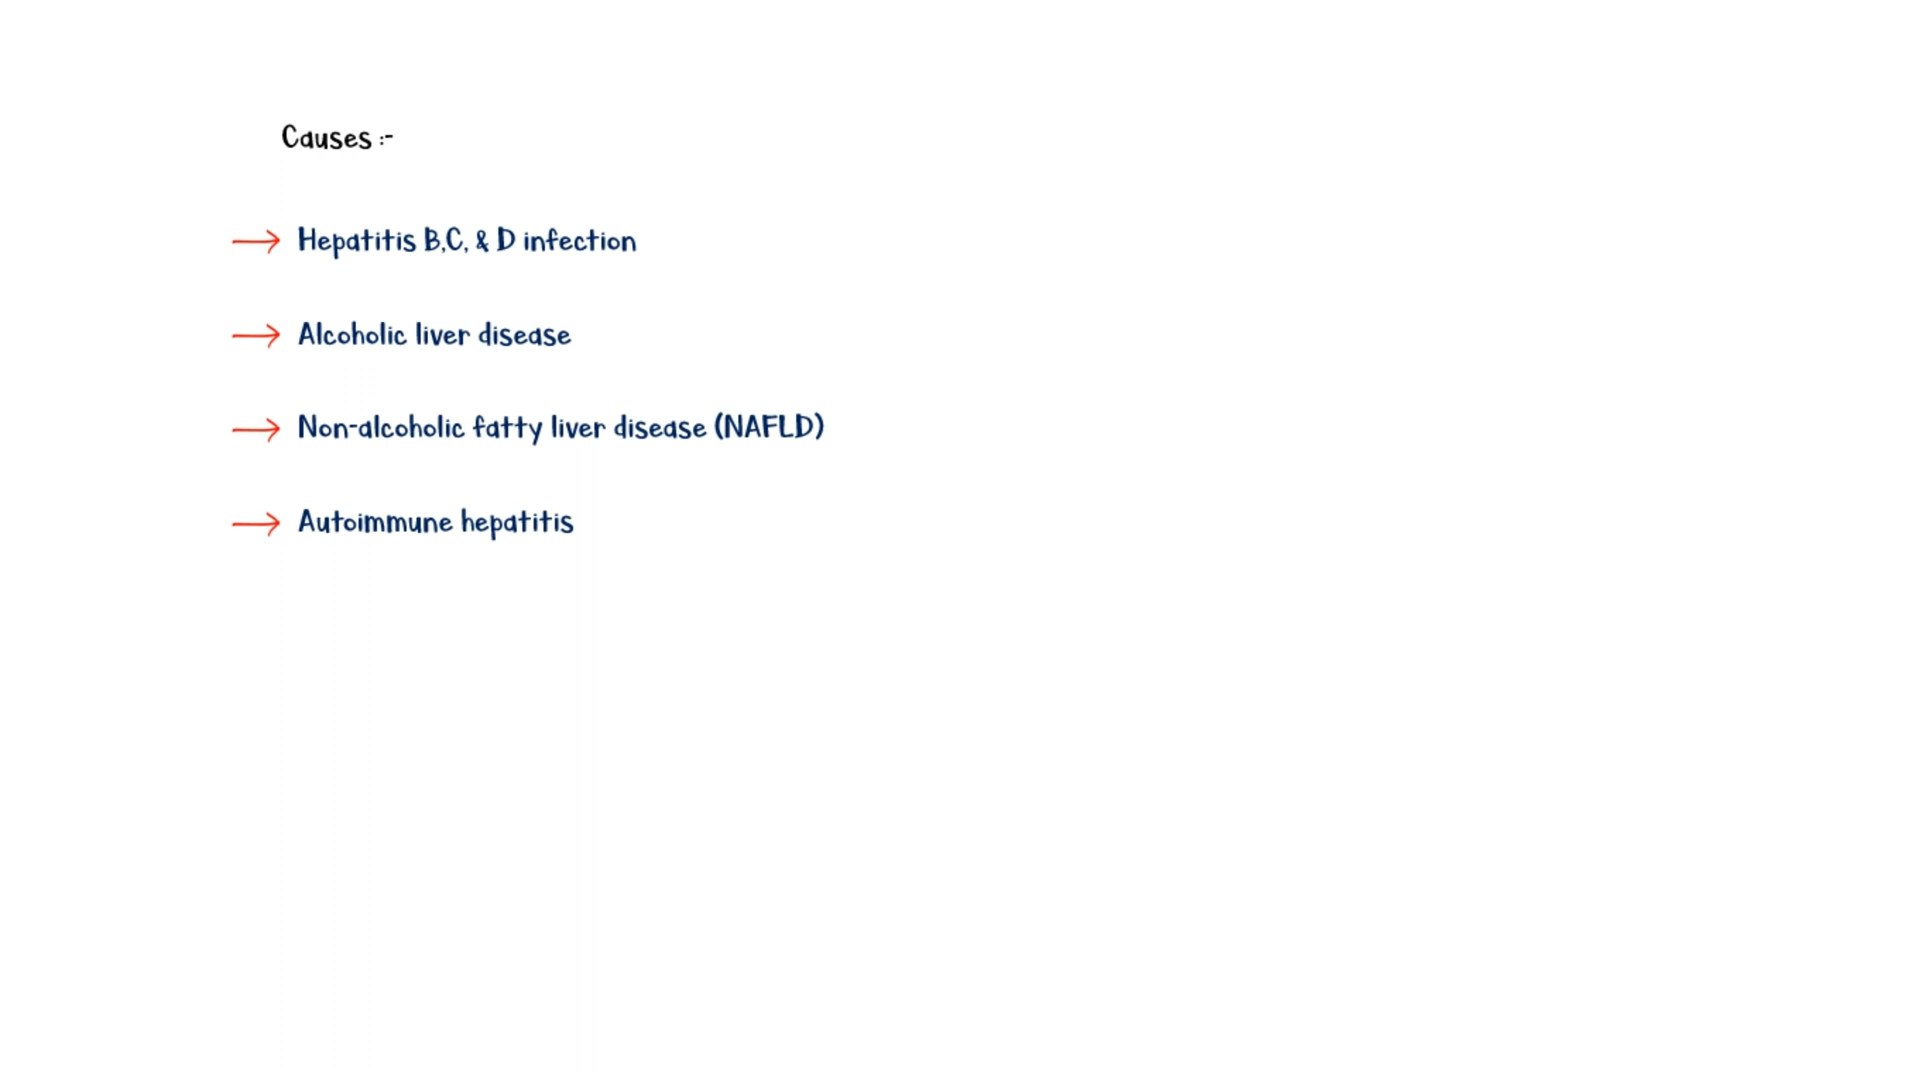 Causes :-
Hepatitis B,C, & D infection
Alcoholic liver disease
Non-alcoholic fatty liver disease (NAFLD)
Autoimmune hepatitis